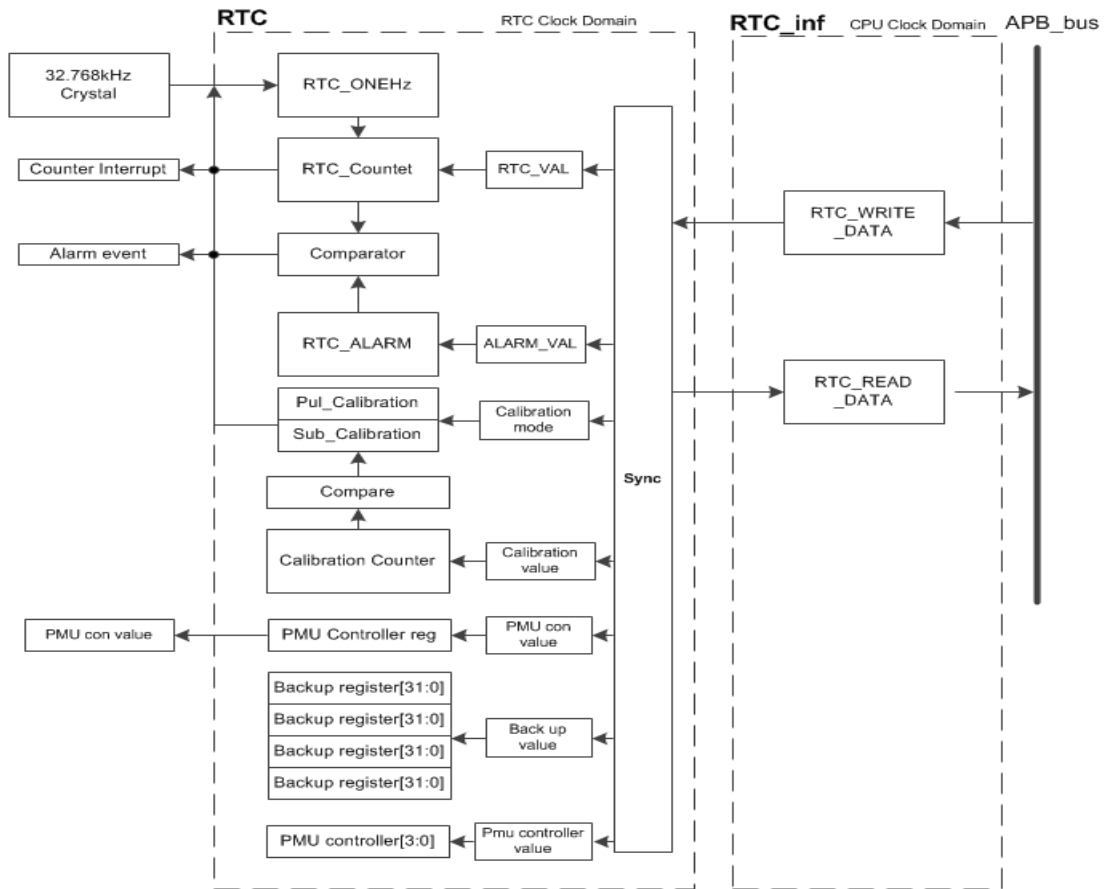 RTC
RTC Clock Domain
RTC_inf
CPU Clock Domain
APB_bus
32.768kHz
Crystal
RTC_ONEHz
Counter Interrupt
RTC_Countet
RTC_VAL
RTC_WRITE
_DATA
Alarm event
Comparator
RTC_ALARM
ALARM_VAL
RTC_READ
_DATA
Pul_Calibration
Sub_Calibration
Calibration
mode
Sync
Compare
Calibration Counter
Calibration
value
PMU con value
PMU Controller reg
PMU con
value
Backup register[31:0]
Backup register[31:0]
Backup register[31:0]
Backup register[31:0]
Back up
value
PMU controller[3:0]
Pmu controller
value